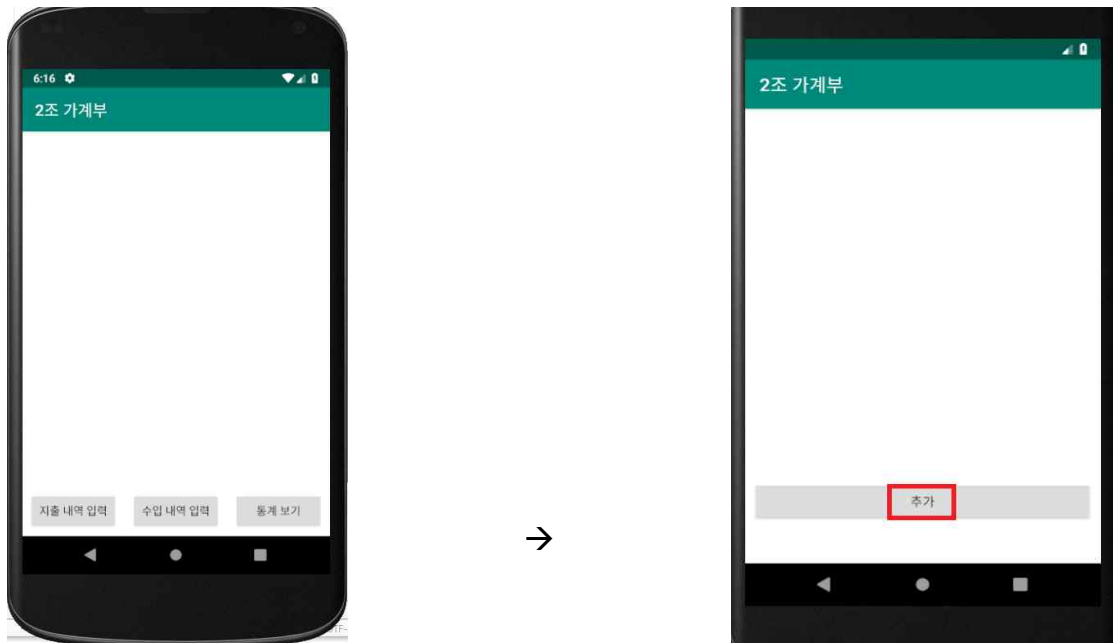 6:16
2조 가계부
지출 내역 입력
수입 내역 입력
통계 보기
→
2조 가계부
추가